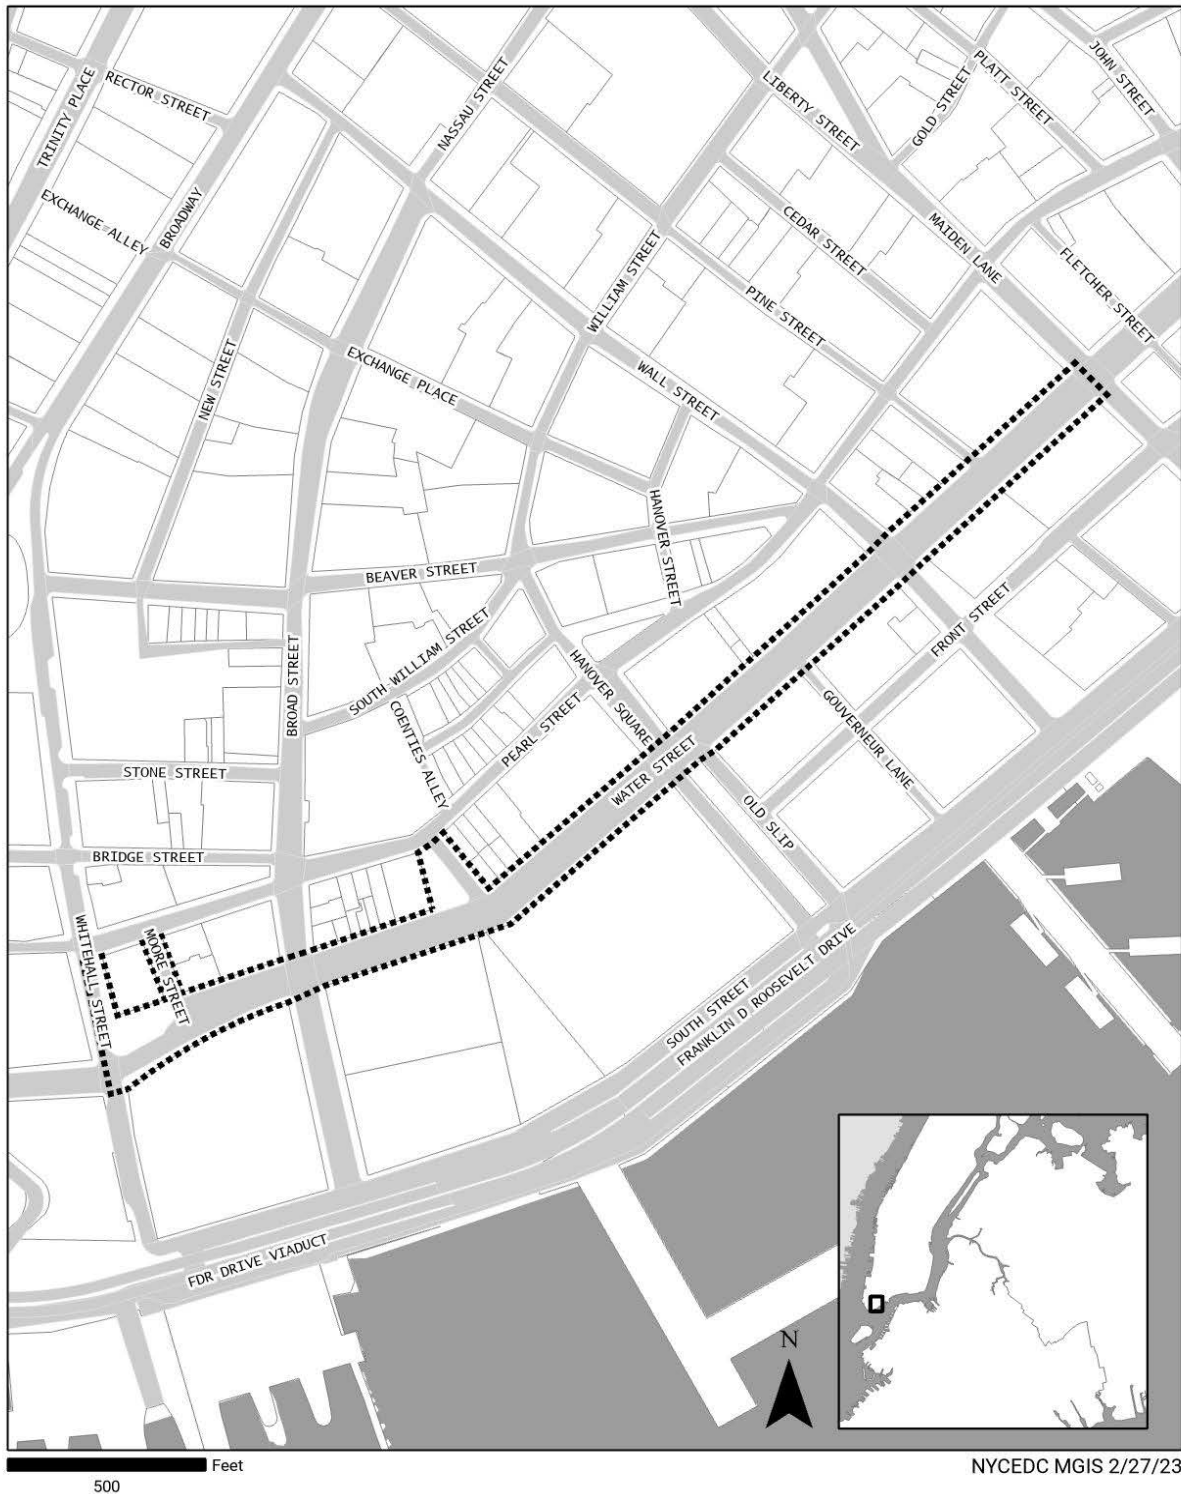 JOHN STREET
PLATT STREET
GOLD STREET
LIBERTY STREET
NASSAU STREET
RECTOR STREET
TRINITY PLACE
EXCHANGE ALLEY
BROADWAY
CEDAR STREET
MAIDEN LANE
FLETCHER STREET
WILLIAM STREET
PINE STREET
NEW STREET
EXCHANGE PLACE
WALL STREET
HANOVER STREET
BEAVER STREET
FRONT STREET
SOUTH WILLIAM STREET
BROAD STREET
HANOVER SQUARE
COENTIES ALLEY
PEARL STREET
GOUVERNEUR LANE
WATER STREET
STONE STREET
OLD SLIP
BRIDGE STREET
WHITEHALL STREET
MOORE STREET
SOUTH STREET
FRANKLIN D ROOSEVELT DRIVE
FDR DRIVE VIADUCT
N
Feet
500
NYCEDC MGIS 2/27/23